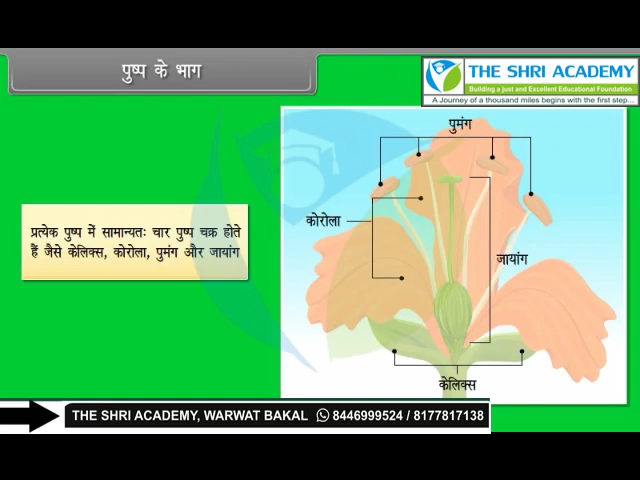 पुष्प के भाग
THE SHRI ACADEMY
Building a just and Excellent Educational Foundation
A Journey of a thousand miles begins with the first step...
पुमंग
प्रत्येक पुष्प में सामान्यतः चार पुष्प चक्र होते
हैं जैसे केलिक्स, कोरोला, पुमंग और जायांग
कोरोला
जायांग
केलिक्स
THE SHRI ACADEMY, WARWAT BAKAL 8446999524 / 8177817138